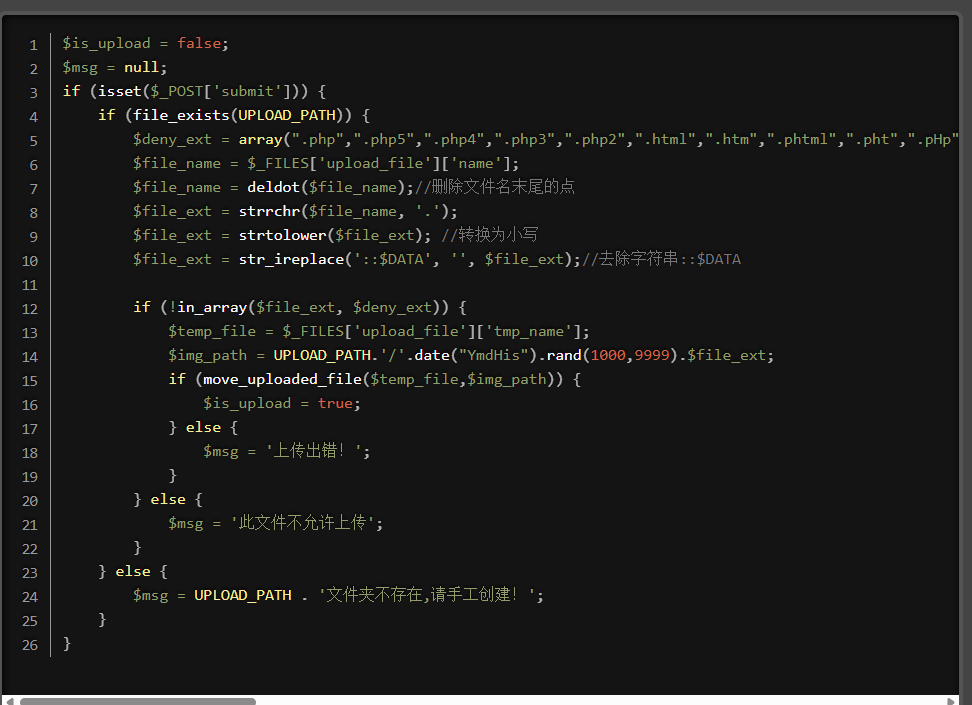 1 $is_upload = false;
2 $msg = null;
3 if (isset($_POST['submit'])) {
4     if (file_exists(UPLOAD_PATH)) {
5         $deny_ext = array(".php",".php5",".php4",".php3",".php2",".html",".htm",".phtml",".pht",".pHp"
6         $file_name = $_FILES['upload_file']['name'];
7         $file_name = deldot($file_name);//删除文件名末尾的点
8         $file_ext = strrchr($file_name, '.');
9         $file_ext = strtolower($file_ext); //转换为小写
10         $file_ext = str_ireplace('::$DATA', '', $file_ext);//去除字符串::$DATA
11
12         if (!in_array($file_ext, $deny_ext)) {
13             $temp_file = $_FILES['upload_file']['tmp_name'];
14             $img_path = UPLOAD_PATH.'/'.date("YmdHis").rand(1000,9999).$file_ext;
15             if (move_uploaded_file($temp_file,$img_path)) {
16                 $is_upload = true;
17             } else {
18                 $msg = '上传出错！';
19             }
20         } else {
21             $msg = '此文件不允许上传';
22         }
23     } else {
24         $msg = UPLOAD_PATH . '文件夹不存在,请手工创建！';
25     }
26 }